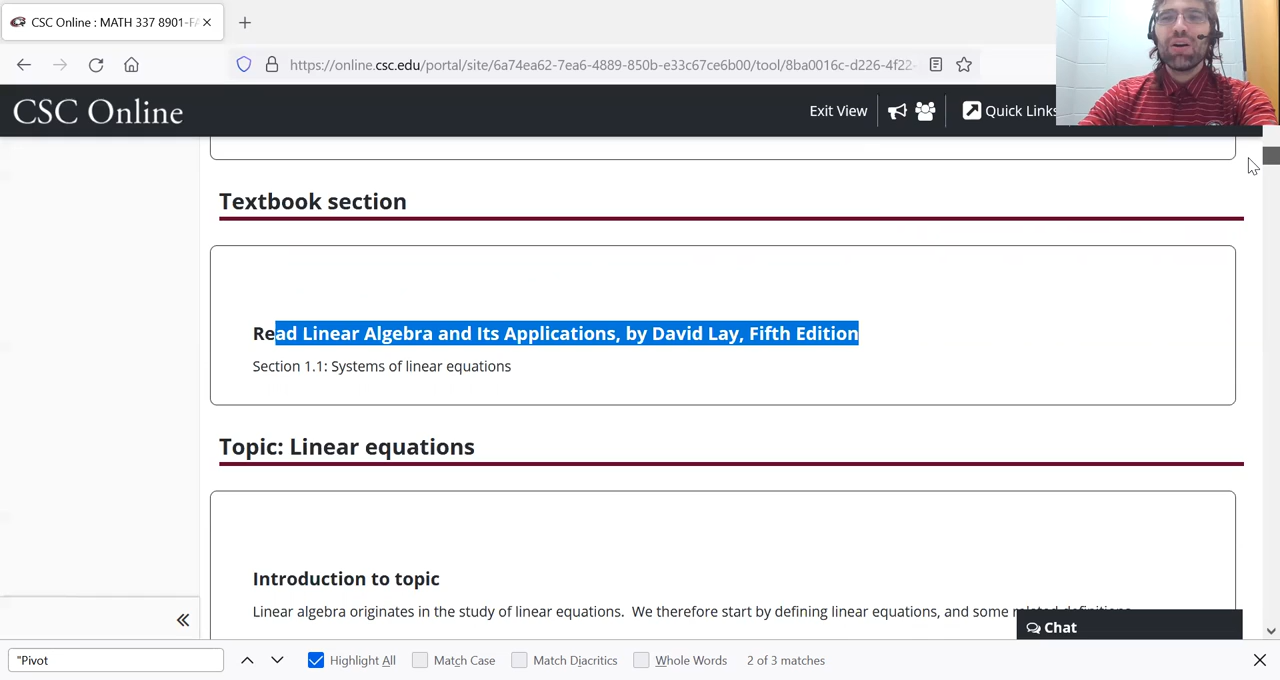 CSC Online : MATH 337 8901-F
https://online.csc.edu/portal/site/6a74ea62-7ea6-4889-850b-e33c67ce6b00/tool/8ba0016c-d226-4f22-
CSC Online
Exit View
Quick Links
Textbook section
Read Linear Algebra and Its Applications, by David Lay, Fifth Edition
Section 1.1: Systems of linear equations
Topic: Linear equations
Introduction to topic
Linear algebra originates in the study of linear equations. We therefore start by defining linear equations, and some related definitions.
Chat
"Pivot
Highlight All
Match Case
Match Diacritics
Whole Words
2 of 3 matches